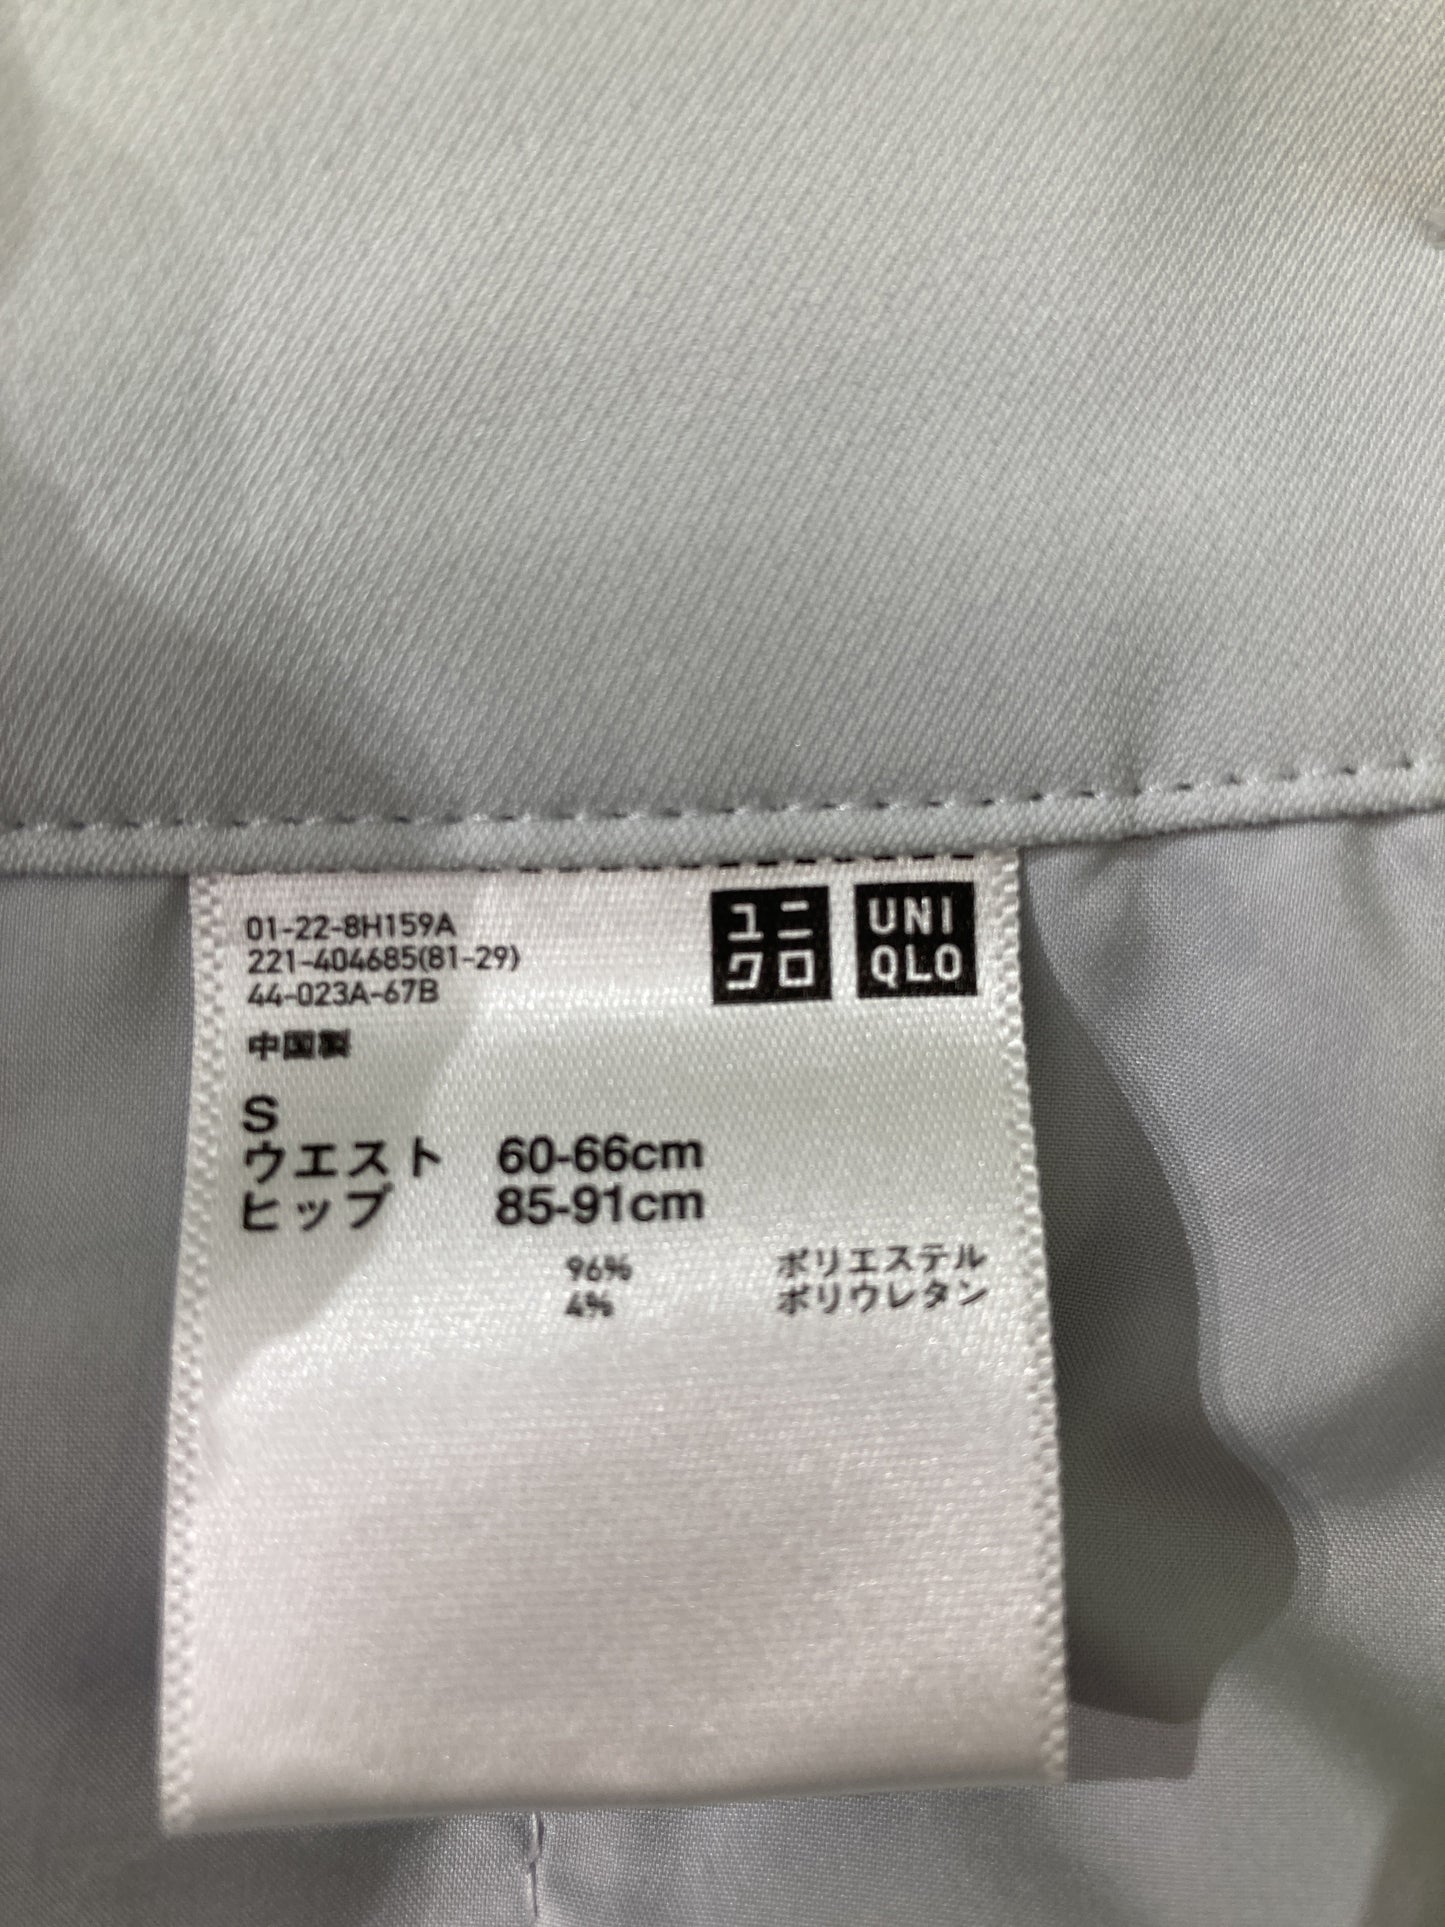 01-22-8H159A
221-404685(81-29)
44-023A-67B
ユニ
クロ
UNI
QLO
中国製
S
ウエスト 60-66cm
ヒップ 85-91cm
96% ポリエステル
4% ポリウレタン